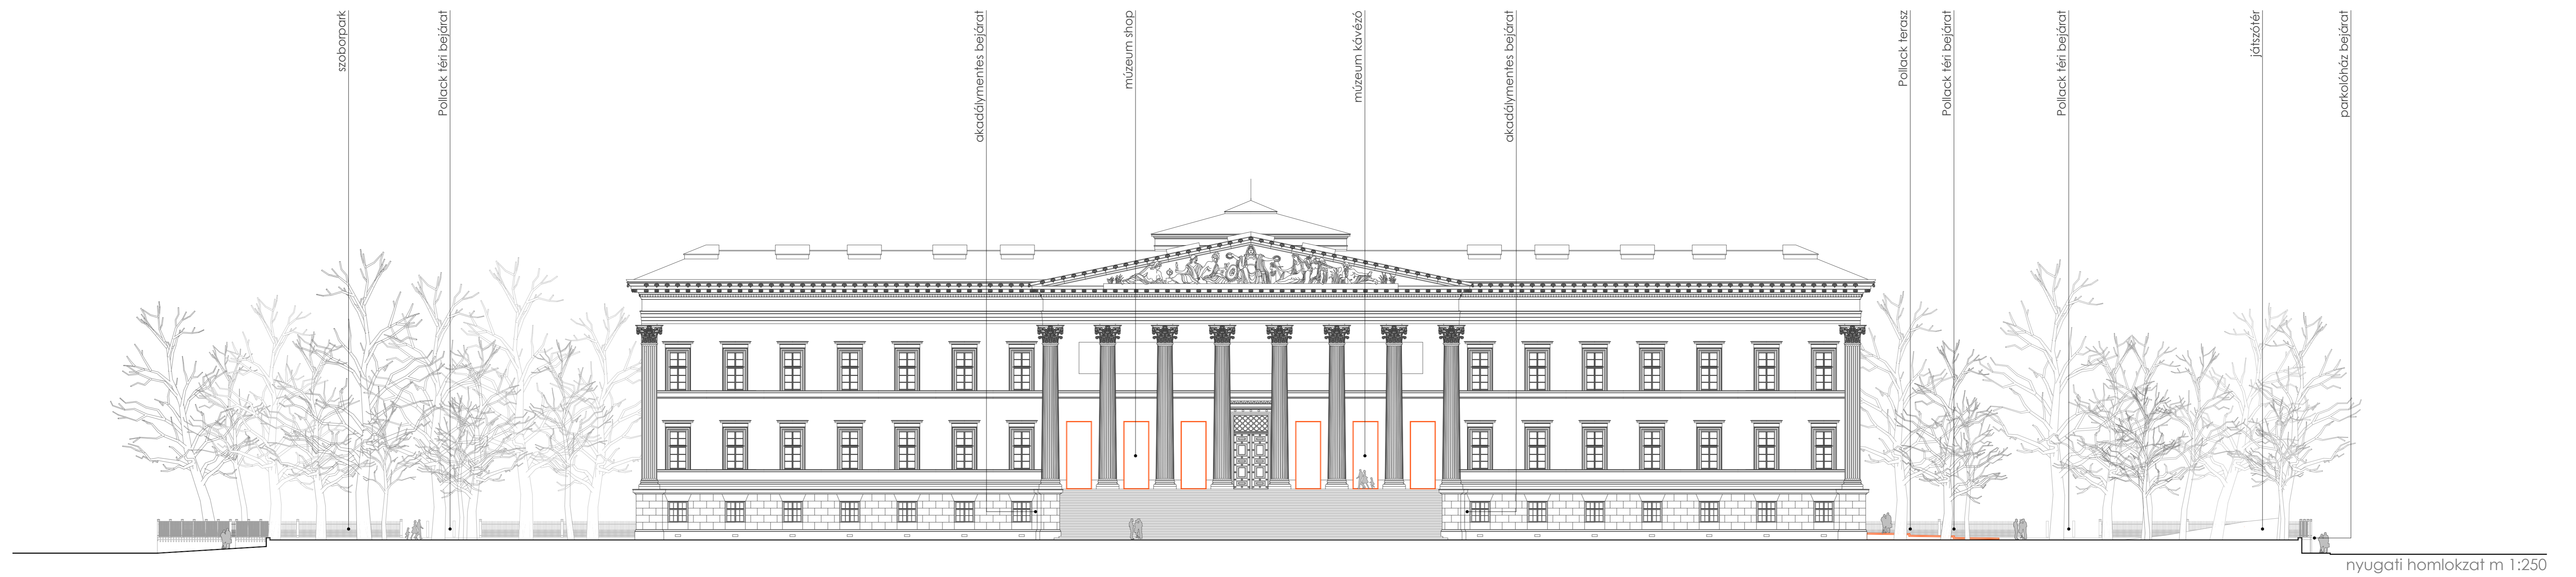 szoborpark
Pollack téri bejárat
akadálymentes bejárat
múzeum shop
múzeum kávézó
akadálymentes bejárat
Pollack terasz
Pollack téri bejárat
Pollack téri bejárat
játszótér
parkolóház bejárat
nyugati homlokzat m 1:250